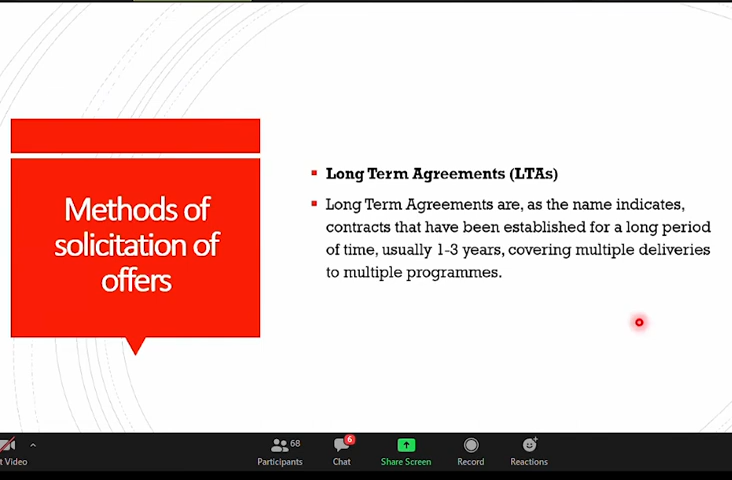 Methods of
solicitation of
offers
Long Term Agreements (LTAs)
Long Term Agreements are, as the name indicates,
contracts that have been established for a long period
of time, usually 1-3 years, covering multiple deliveries
to multiple programmes.
t Video
68
Participants
6
Chat
Share Screen
Record
Reactions